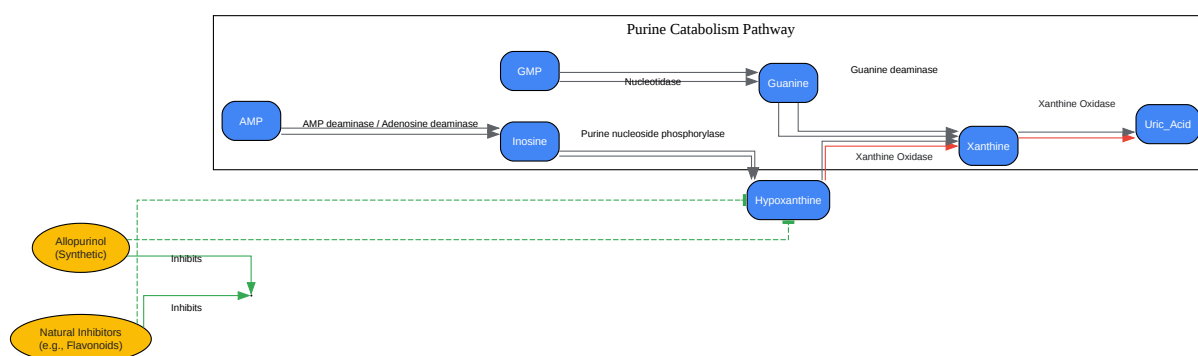 Purine Catabolism Pathway
GMP
Nucleotidase
Guanine
Guanine deaminase
AMP
AMP deaminase / Adenosine deaminase
Inosine
Purine nucleoside phosphorylase
Xanthine Oxidase
Uric_Acid
Xanthine
Xanthine Oxidase
Hypoxanthine
Allopurinol
(Synthetic)
Inhibits
Inhibits
Natural Inhibitors
(e.g., Flavonoids)